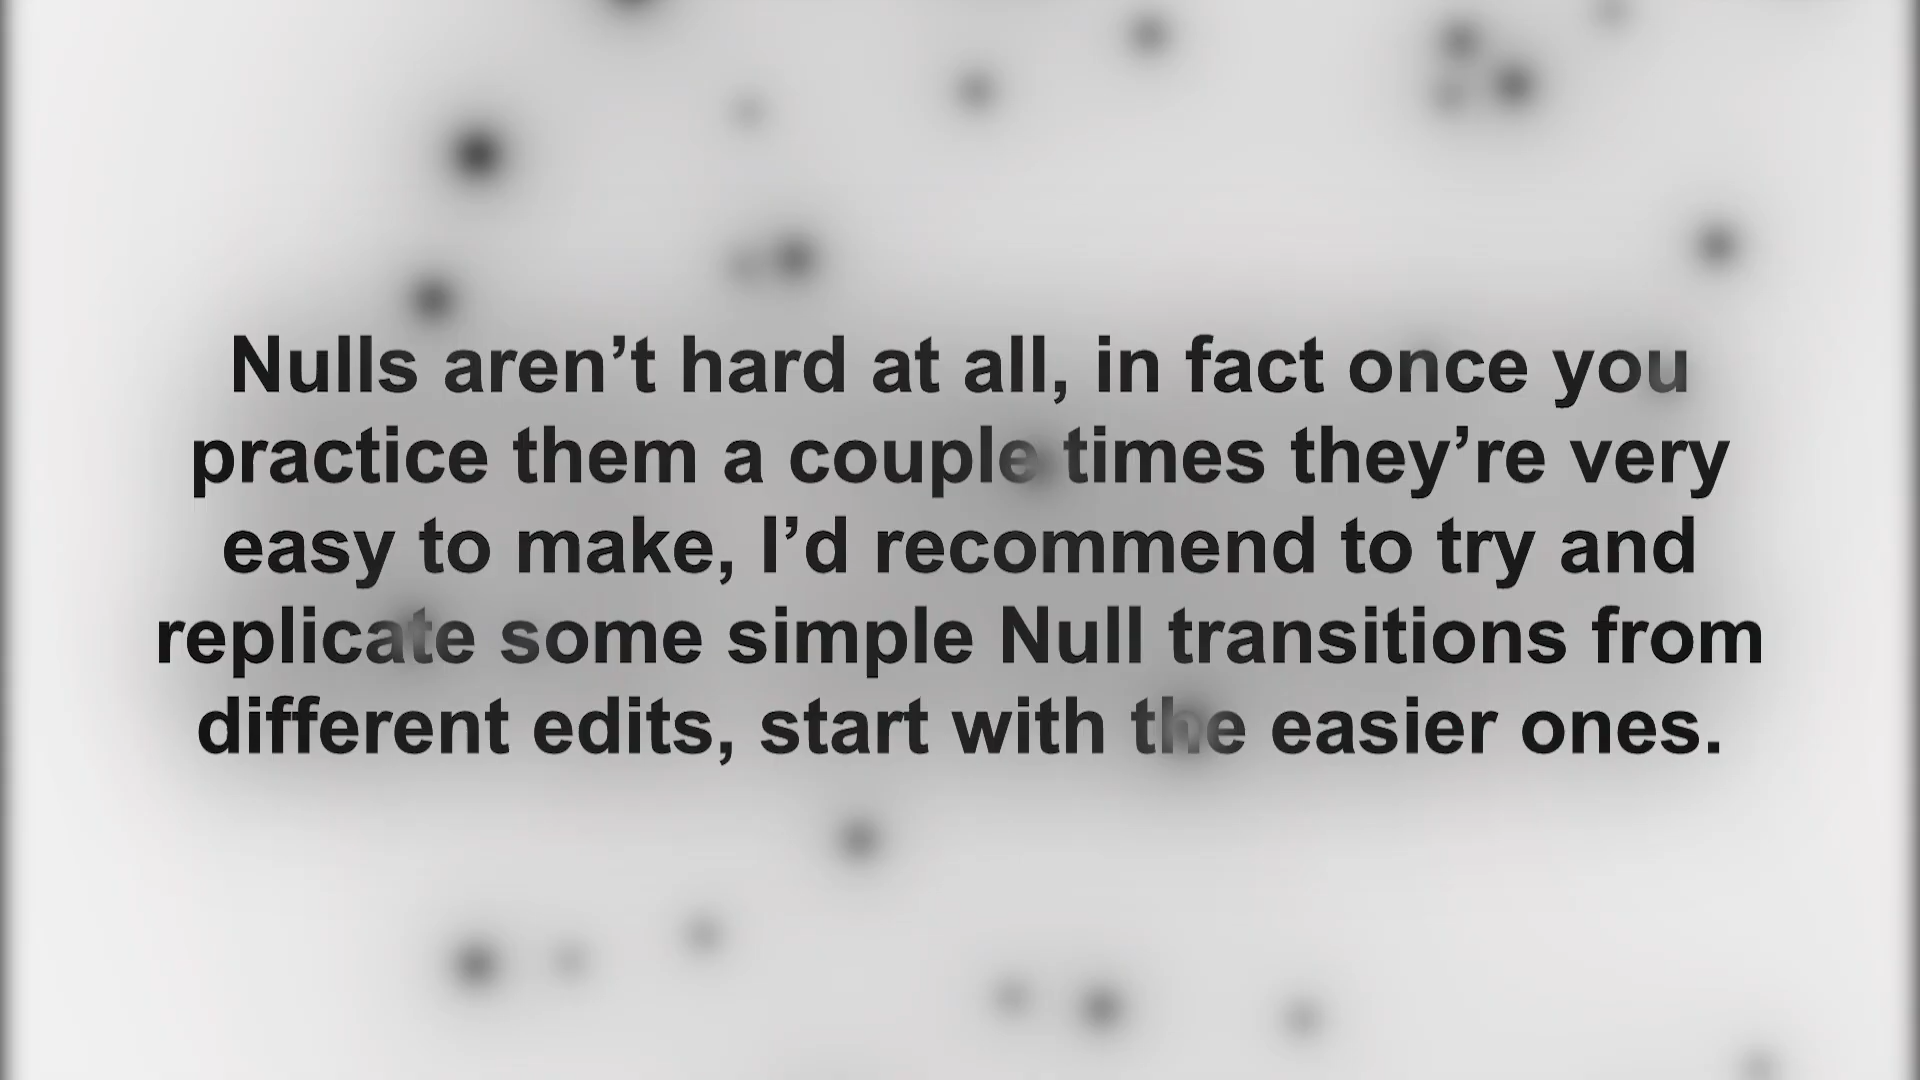 Nulls aren’t hard at all, in fact once you
practice them a couple times they’re very
easy to make, I’d recommend to try and
replicate some simple Null transitions from
different edits, start with the easier ones.